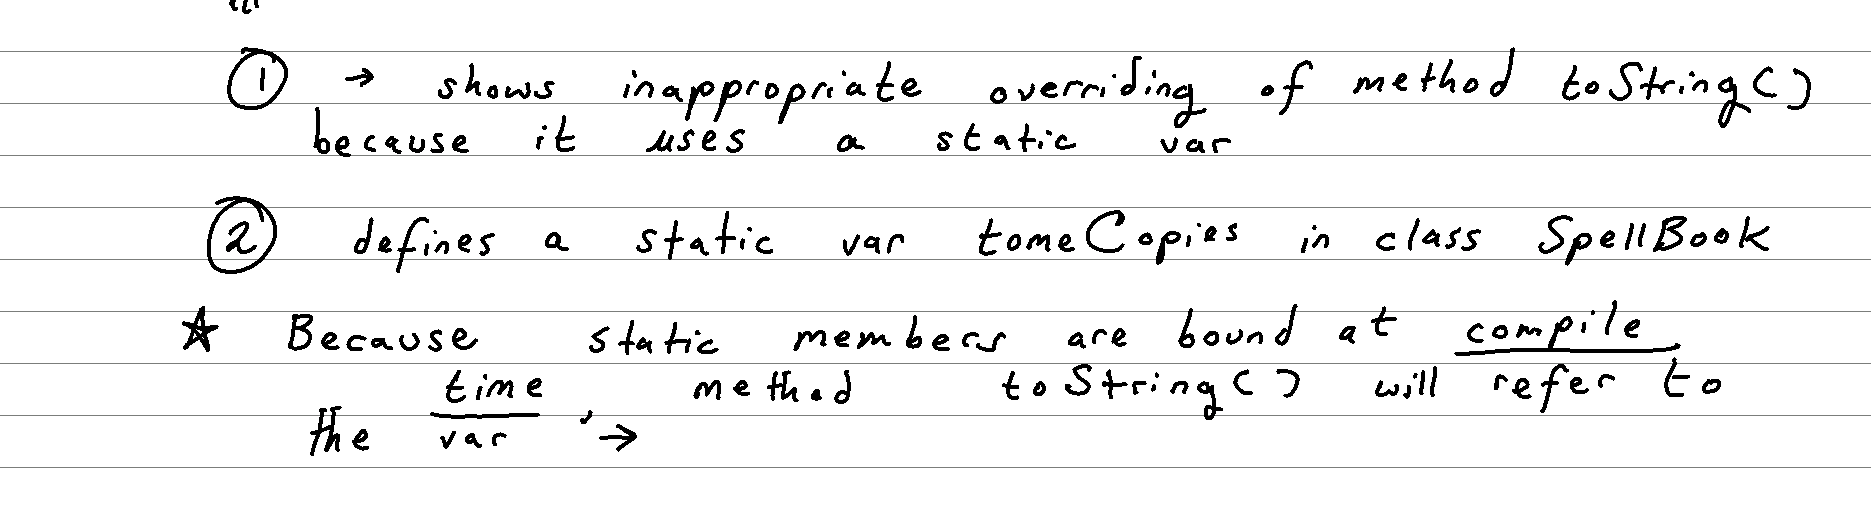 ① → shows inappropriate overriding of method toString()
because it uses a static var
② defines a static var tomeCopies in class SpellBook
☆ Because static members are bound at compile
time, method toString() will refer to
the var →